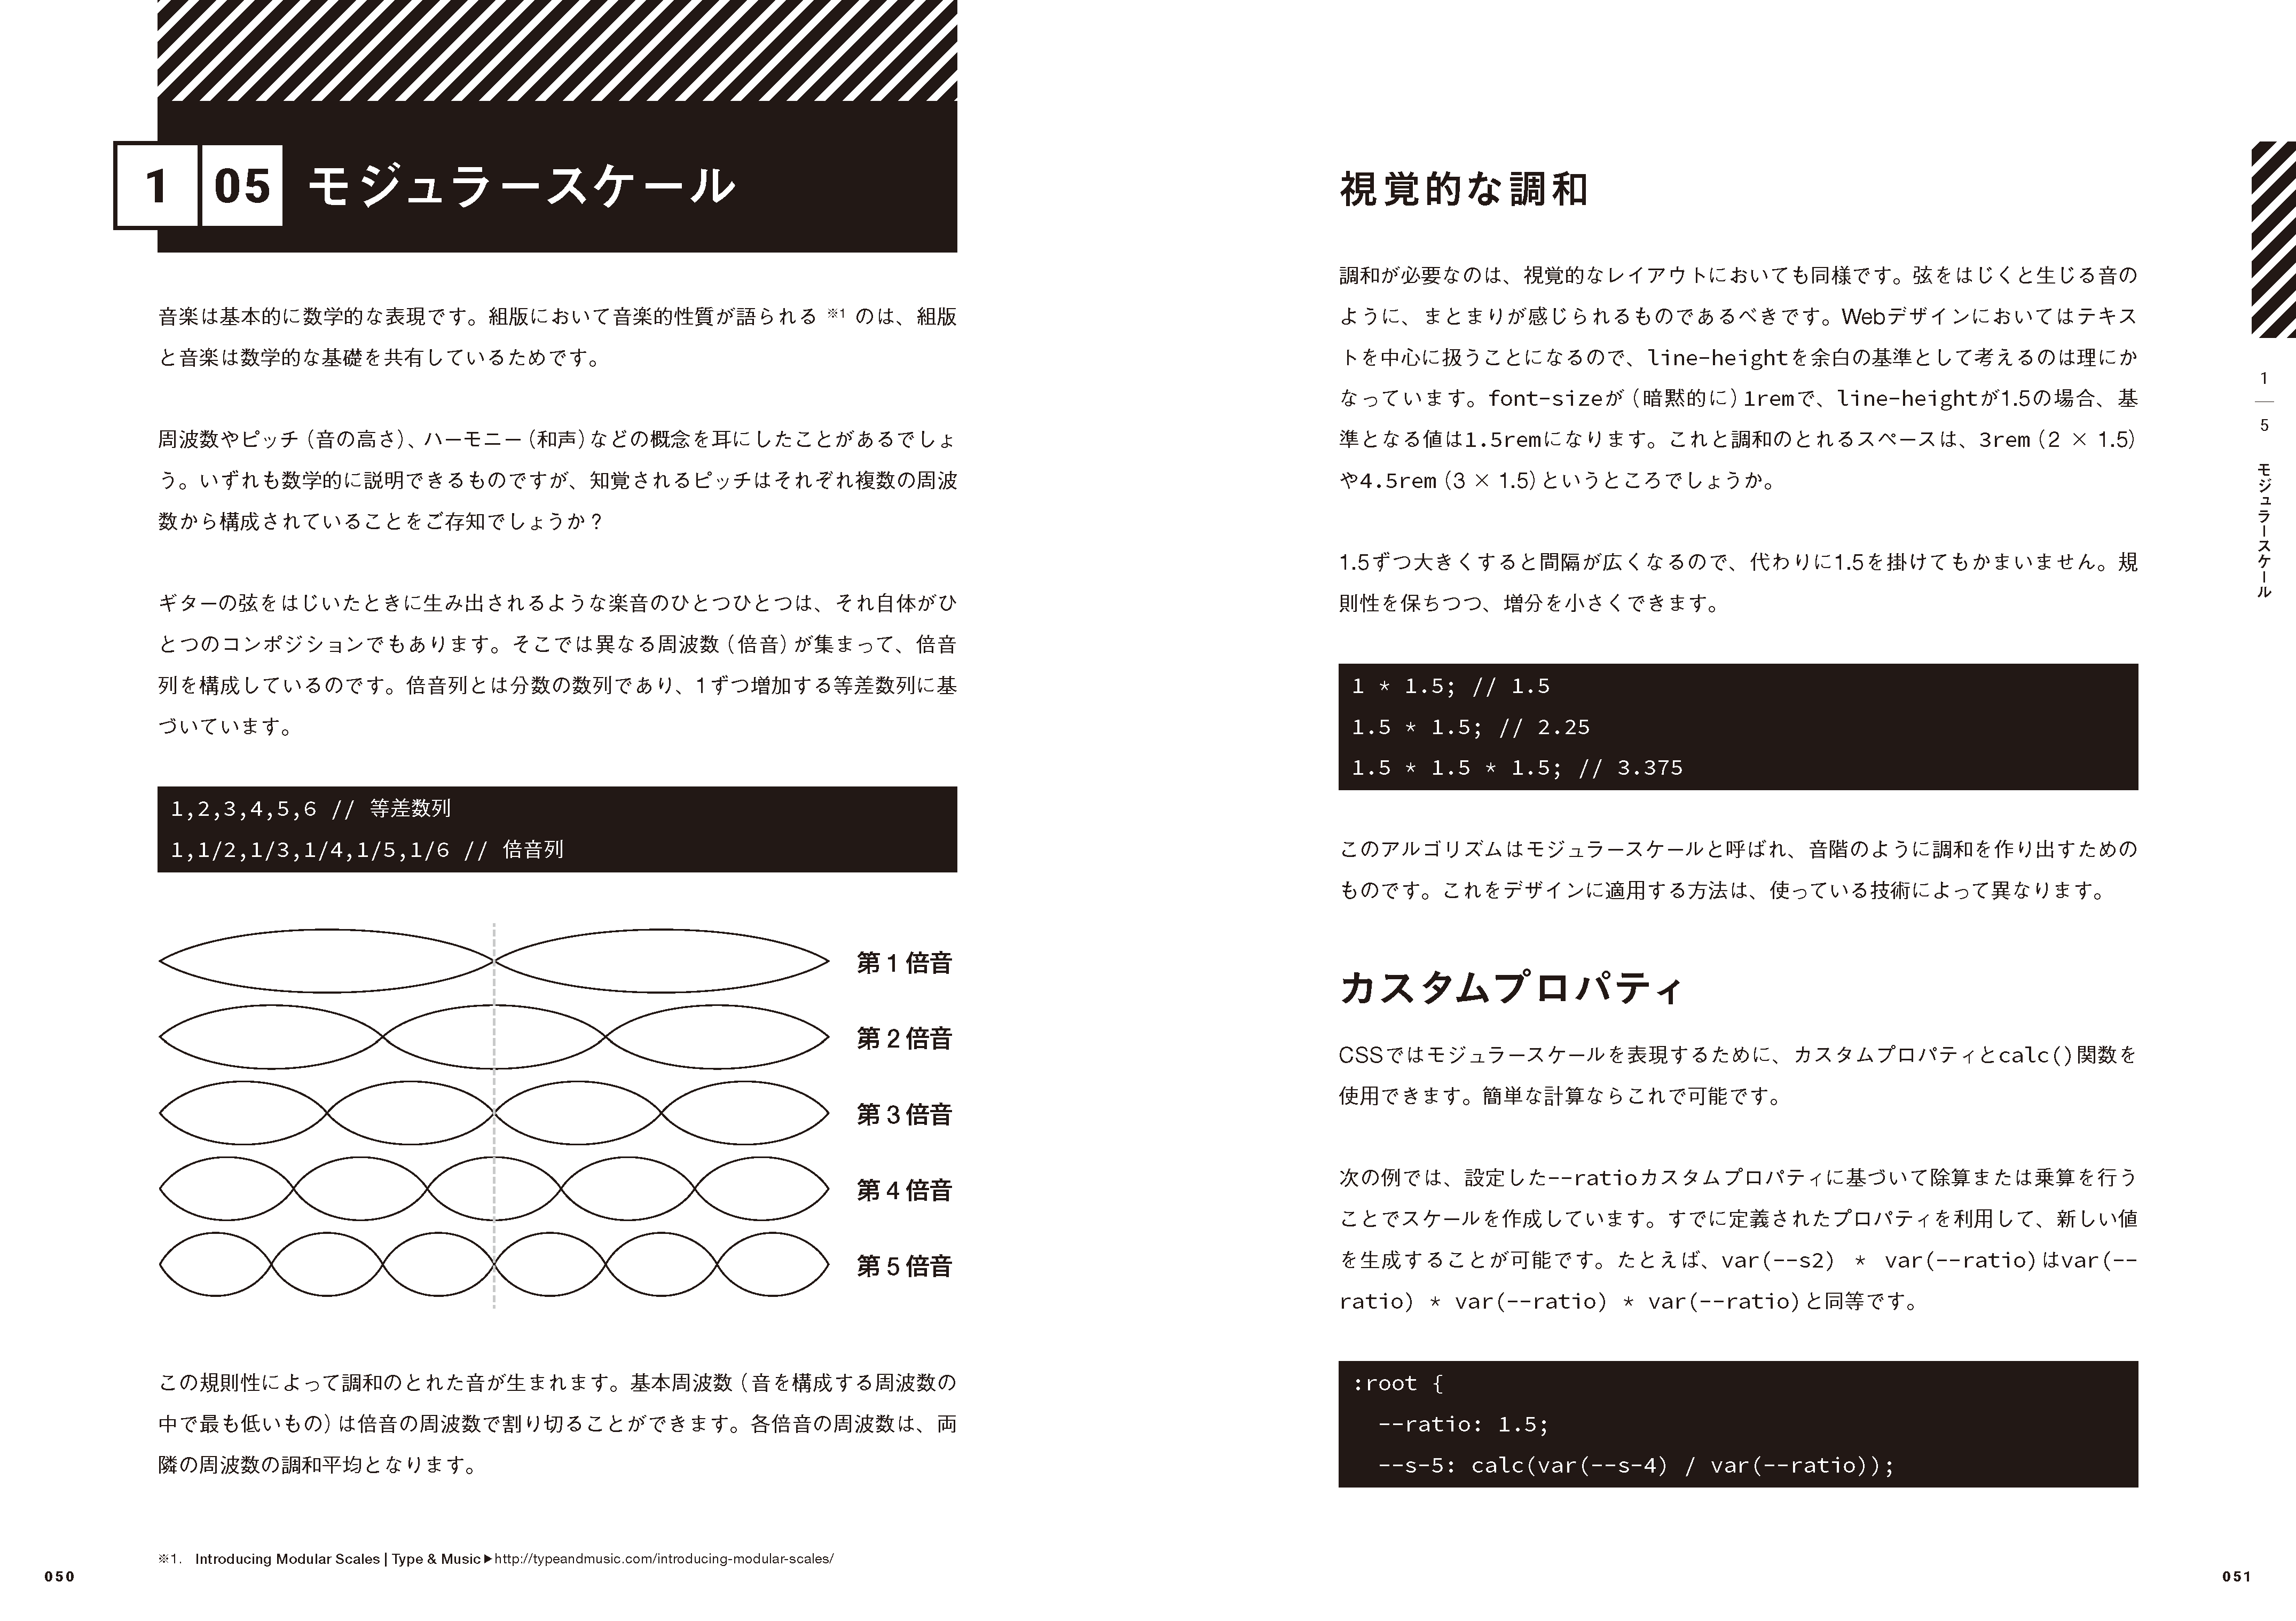 1 05 モジュラースケール
音楽は基本的に数学的な表現です。組版において音楽的性質が語られる ※1 のは、組版
と音楽は数学的な基礎を共有しているためです。
周波数やピッチ（音の高さ）、ハーモニー（和声）などの概念を耳にしたことがあるでしょ
う。いずれも数学的に説明できるものですが、知覚されるピッチはそれぞれ複数の周波
数から構成されていることをご存知でしょうか？
ギターの弦をはじいたときに生み出されるような楽音のひとつひとつは、それ自体がひ
とつのコンポジションでもあります。そこでは異なる周波数（倍音）が集まって、倍音
列を構成しているのです。倍音列とは分数の数列であり、1ずつ増加する等差数列に基
づいています。
1,2,3,4,5,6 // 等差数列
1,1/2,1/3,1/4,1/5,1/6 // 倍音列
第 1 倍音
第 2 倍音
第 3 倍音
第 4 倍音
第 5 倍音
この規則性によって調和のとれた音が生まれます。基本周波数（音を構成する周波数の
中で最も低いもの）は倍音の周波数で割り切ることができます。各倍音の周波数は、両
隣の周波数の調和平均となります。
※1. Introducing Modular Scales | Type & Music▶http://typeandmusic.com/introducing-modular-scales/
050
視覚的な調和
調和が必要なのは、視覚的なレイアウトにおいても同様です。弦をはじくと生じる音の
ように、まとまりが感じられるものであるべきです。Webデザインにおいてはテキス
トを中心に扱うことになるので、line-heightを余白の基準として考えるのは理にか
なっています。font-sizeが（暗黙的に）1remで、line-heightが1.5の場合、基
準となる値は1.5remになります。これと調和のとれるスペースは、3rem（2 × 1.5）
や4.5rem（3 × 1.5）というところでしょうか。
1.5ずつ大きくすると間隔が広くなるので、代わりに1.5を掛けてもかまいません。規
則性を保ちつつ、増分を小さくできます。
1 * 1.5; // 1.5
1.5 * 1.5; // 2.25
1.5 * 1.5 * 1.5; // 3.375
このアルゴリズムはモジュラースケールと呼ばれ、音階のように調和を作り出すための
ものです。これをデザインに適用する方法は、使っている技術によって異なります。
カスタムプロパティ
CSSではモジュラースケールを表現するために、カスタムプロパティとcalc()関数を
使用できます。簡単な計算ならこれで可能です。
次の例では、設定した--ratioカスタムプロパティに基づいて除算または乗算を行う
ことでスケールを作成しています。すでに定義されたプロパティを利用して、新しい値
を生成することが可能です。たとえば、var(--s2) * var(--ratio)はvar(--
ratio) * var(--ratio) * var(--ratio)と同等です。
:root {
  --ratio: 1.5;
  --s-5: calc(var(--s-4) / var(--ratio));
1
5
モジュラースケール
051